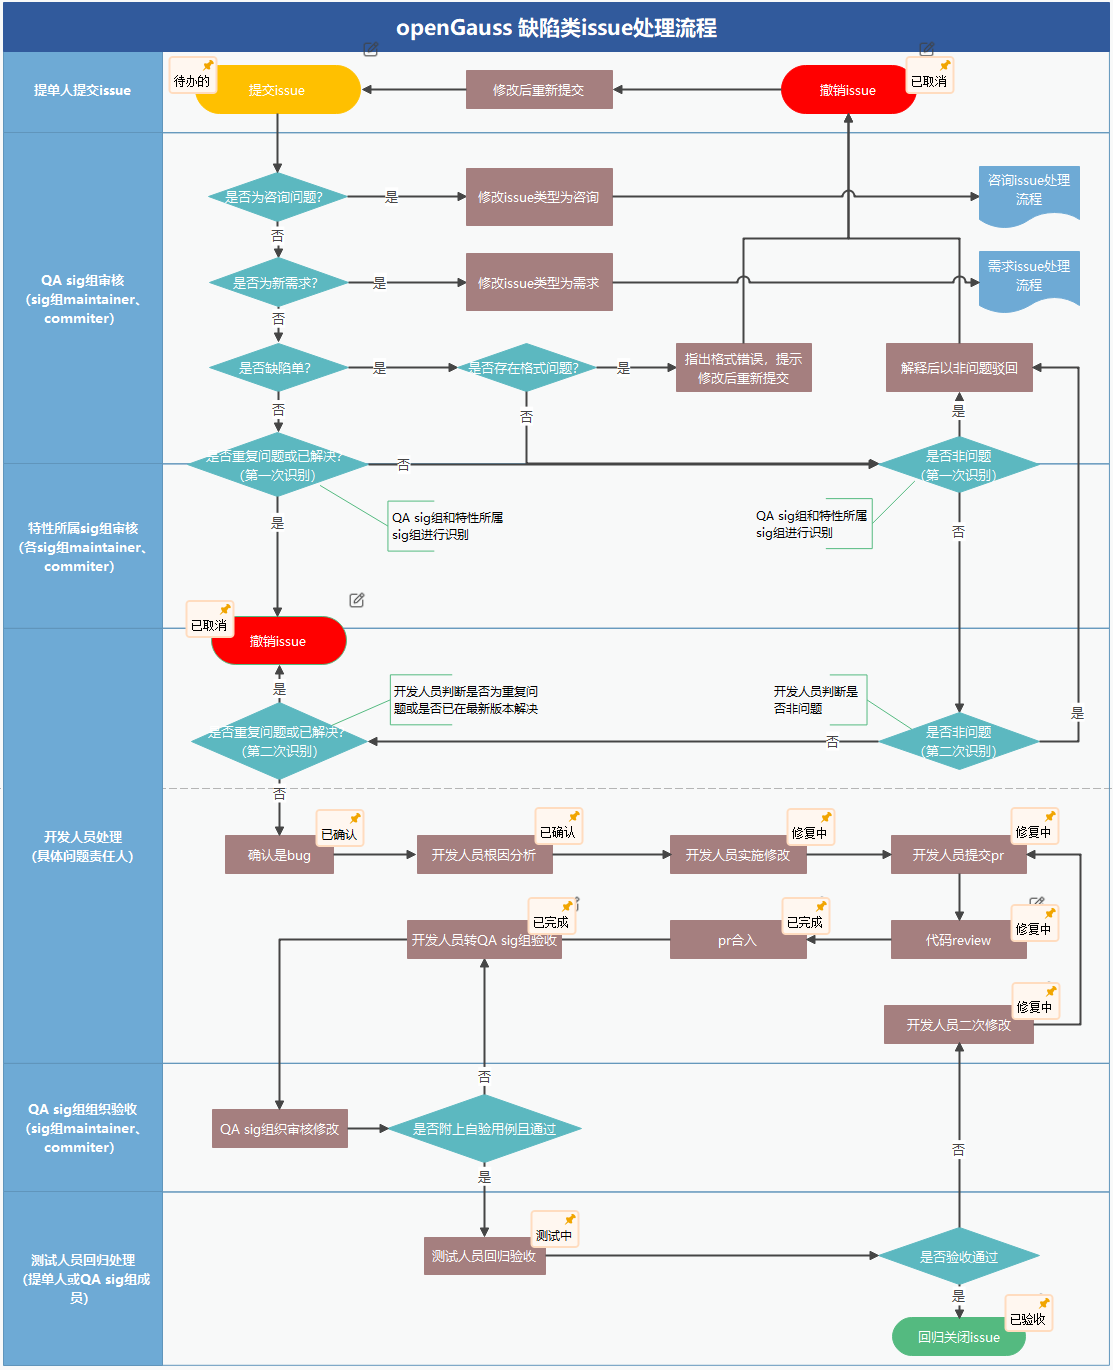 openGauss 缺陷类issue处理流程
提单人提交issue
待办的
提交issue
修改后重新提交
撤销issue
已取消
QA sig组审核
（sig组maintainer、
commiter）
是否为咨询问题？
是
修改issue类型为咨询
咨询issue处理
流程
否
是否为新需求？
是
修改issue类型为需求
需求issue处理
流程
否
是否缺陷单？
是
是否存在格式问题？
是
指出格式错误，提示
修改后重新提交
解释后以非问题驳回
否
否
是
是否重复问题或已解决？
（第一次识别）
否
是否非问题
（第一次识别）
特性所属sig组审核
（各sig组maintainer、
commiter）
QA sig组和特性所属
sig组进行识别
QA sig组和特性所属
sig组进行识别
是
否
已取消
撤销issue
是
开发人员判断是否为重复问
题或是否已在最新版本解决
开发人员判断是
否非问题
是
是否重复问题或已解决？
（第二次识别）
否
是否非问题
（第二次识别）
否
开发人员处理
（具体问题责任人）
确认是bug
已确认
开发人员根因分析
已确认
开发人员实施修改
修复中
开发人员提交pr
修复中
开发人员转QA sig组验收
已完成
pr合入
已完成
代码review
修复中
开发人员二次修改
修复中
QA sig组组织验收
（sig组maintainer、
commiter）
否
QA sig组织审核修改
是否附上自验用例且通过
否
是
测试人员回归处理
（提单人或QA sig组成
员）
测试人员回归验收
测试中
是否验收通过
是
回归关闭issue
已验收